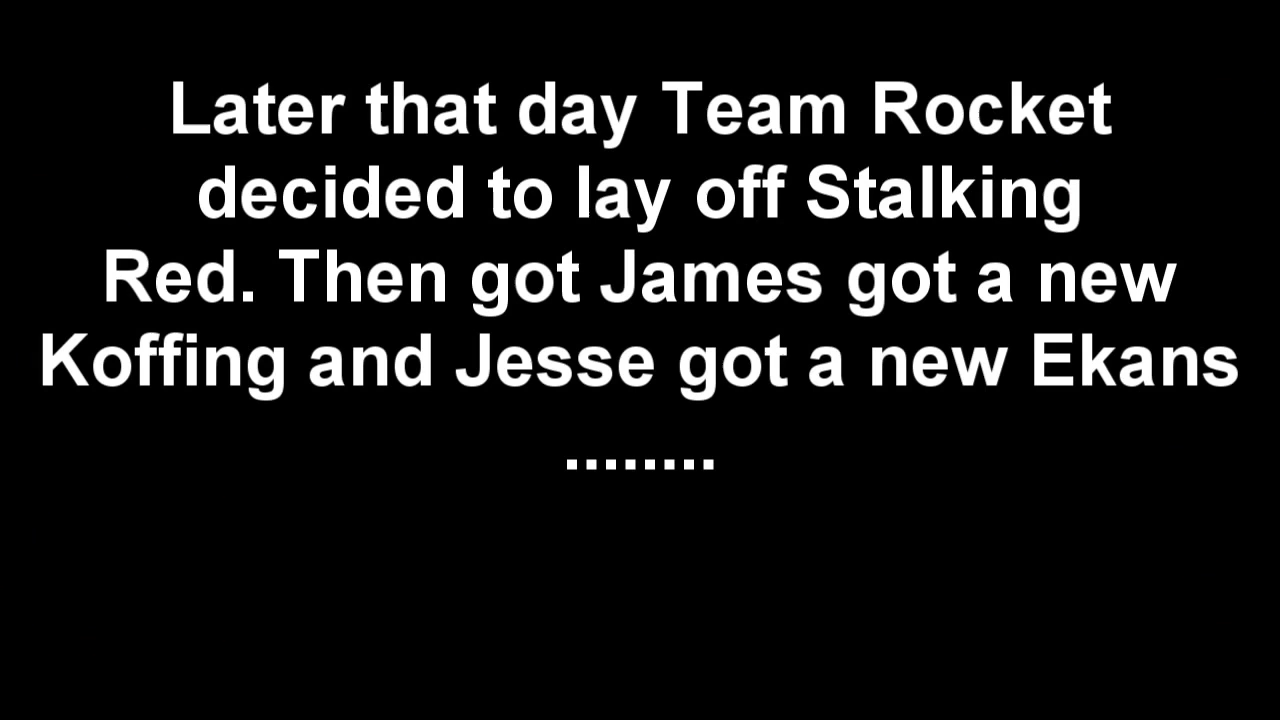 Later that day Team Rocket
decided to lay off Stalking
Red. Then got James got a new
Koffing and Jesse got a new Ekans
........